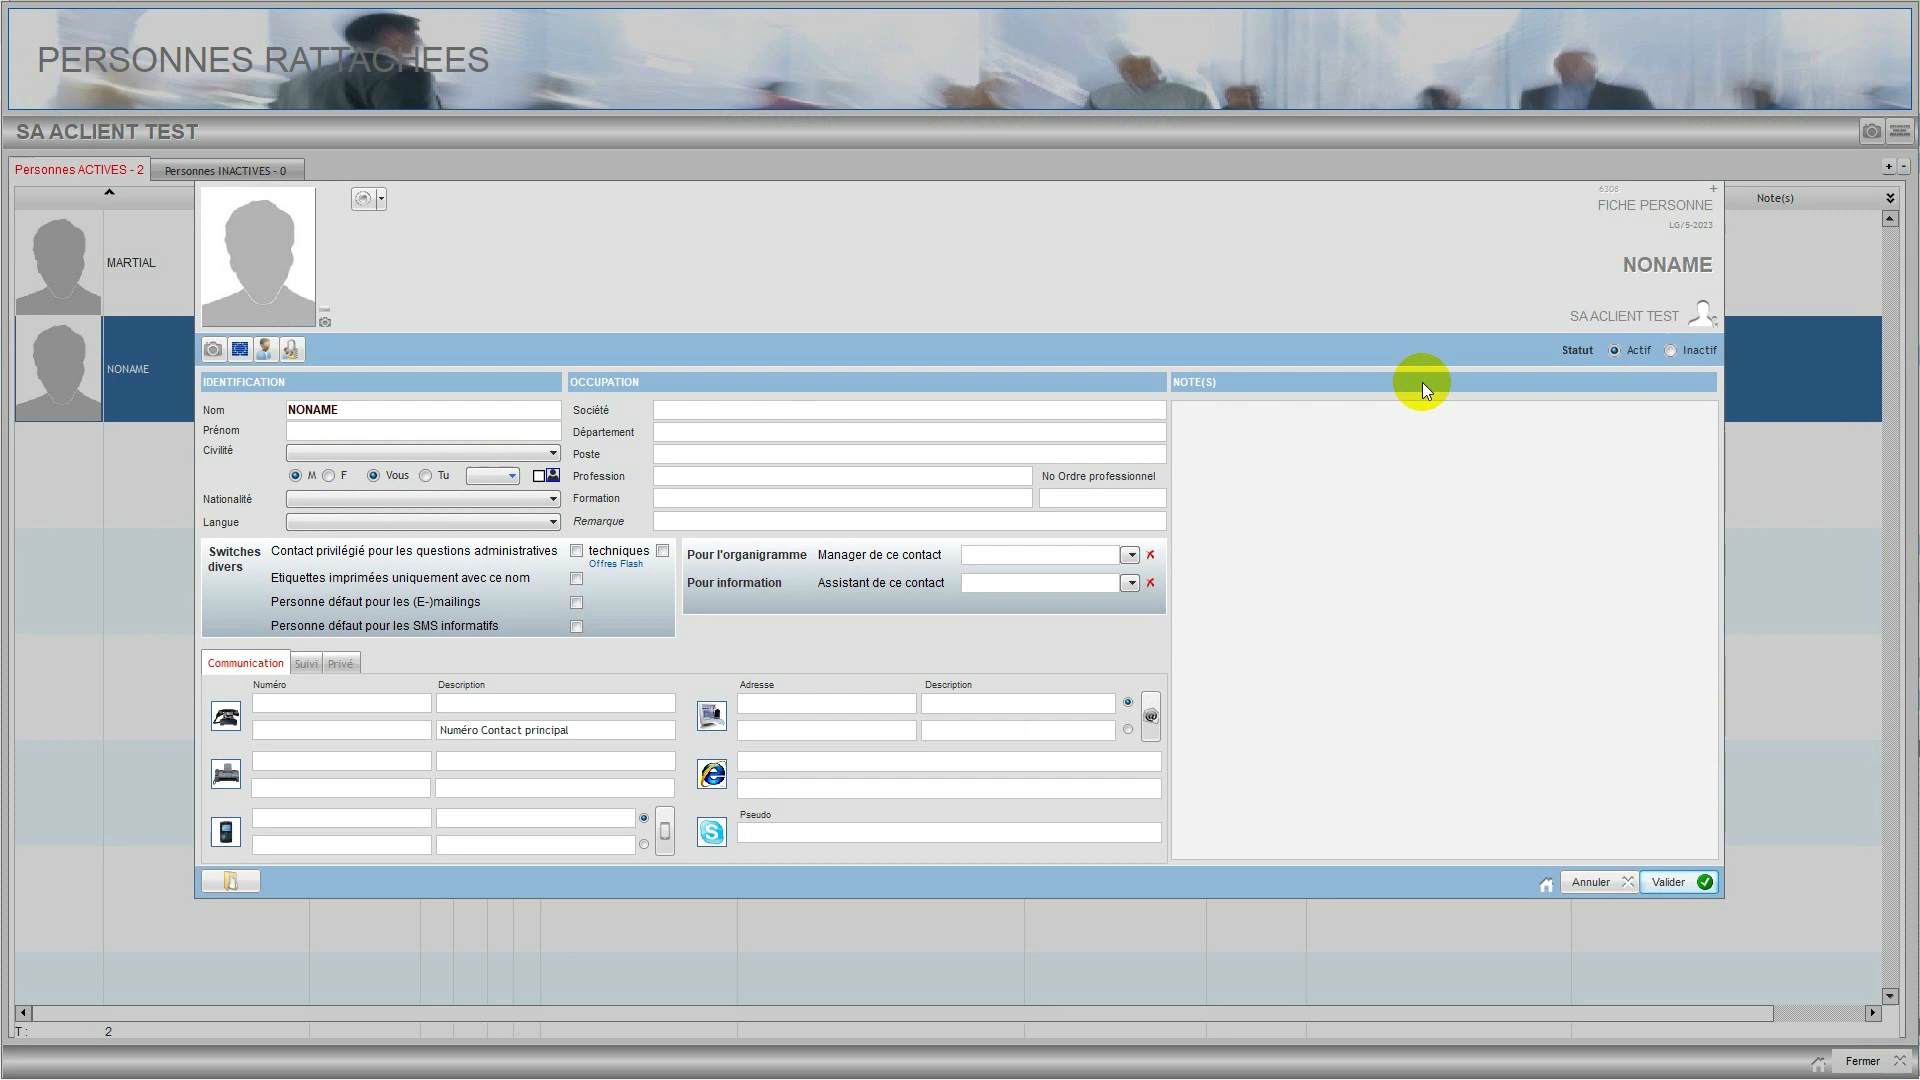 PERSONNES RATTACHEES
SA ACLIENT TEST
Personnes ACTIVES - 2
Personnes INACTIVES - 0
+ -
Note(s)
MARTIAL
NONAME
6308
FICHE PERSONNE
LG/5-2023
NONAME
SA ACLIENT TEST
Statut Actif Inactif
IDENTIFICATION
OCCUPATION
NOTE(S)
Nom NONAME
Prénom
Civilité
M F Vous Tu
Nationalité
Langue
Société
Département
Poste
Profession No Ordre professionnel
Formation
Remarque
Switches divers
Contact privilégié pour les questions administratives techniques
Offres Flash
Etiquettes imprimées uniquement avec ce nom
Personne défaut pour les (E-)mailings
Personne défaut pour les SMS informatifs
Pour l'organigramme Manager de ce contact
Pour information Assistant de ce contact
Communication Suivi Privé
Numéro Description Adresse Description
Numéro Contact principal
Pseudo
Annuler Valider
T : 2
Fermer